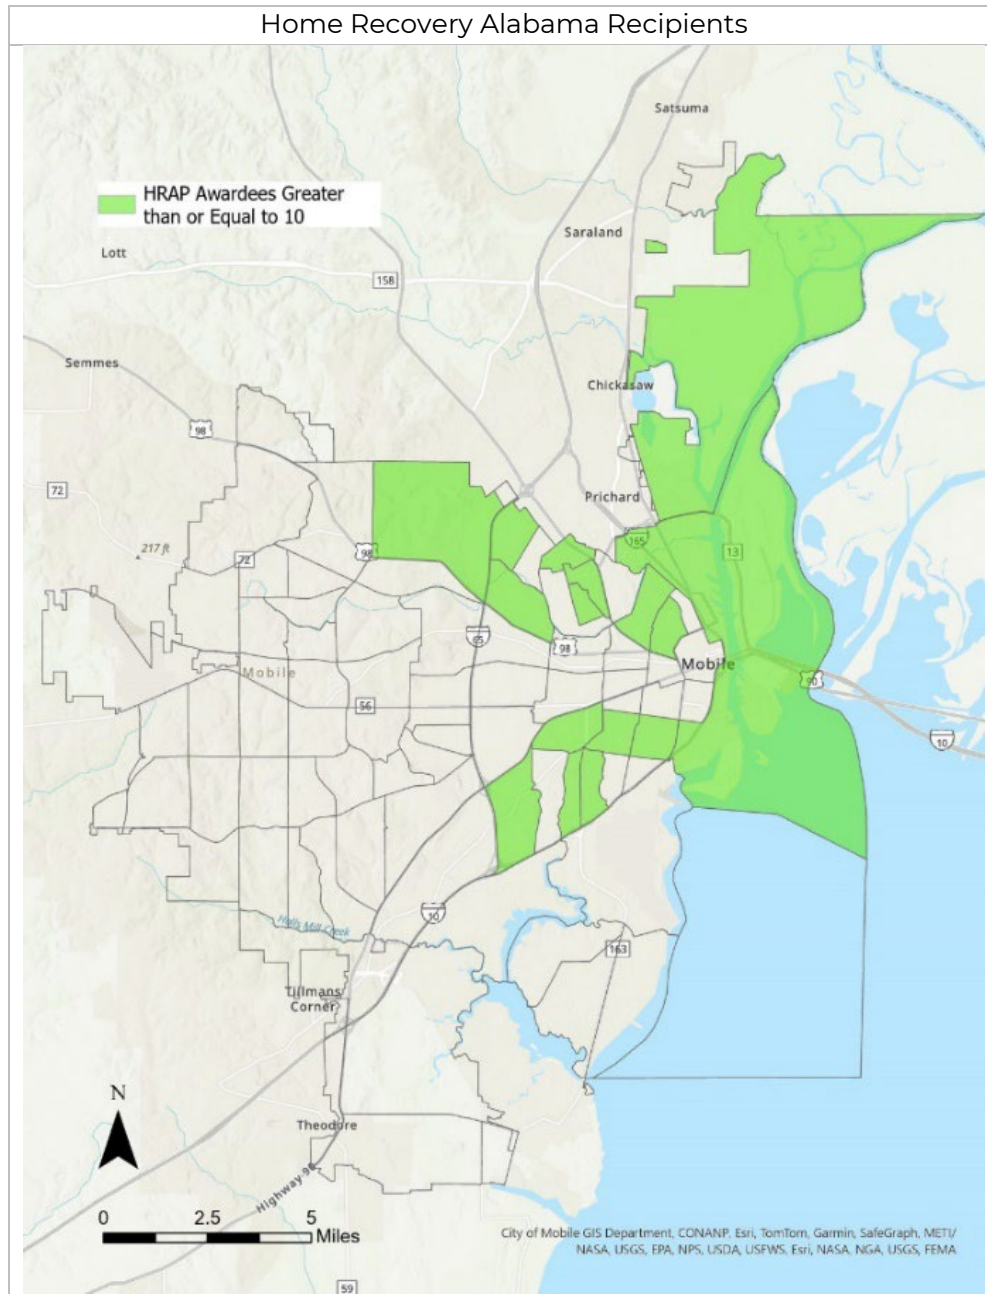 Home Recovery Alabama Recipients
Satsuma
HRAP Awardees Greater
than or Equal to 10
Saraland
Lott
158
Semmes
Chickasaw
98
72
Prichard
217 ft
72
98
165
13
65
98
Mobile
Mobile
90
56
10
10
163
Halls Mill Creek
Tillmans
Corner
N
Theodore
Highway 90
0 2.5 5
Miles
City of Mobile GIS Department, CONANP, Esri, TomTom, Garmin, SafeGraph, METI/
NASA, USGS, EPA, NPS, USDA, USFWS, Esri, NASA, NGA, USGS, FEMA
59